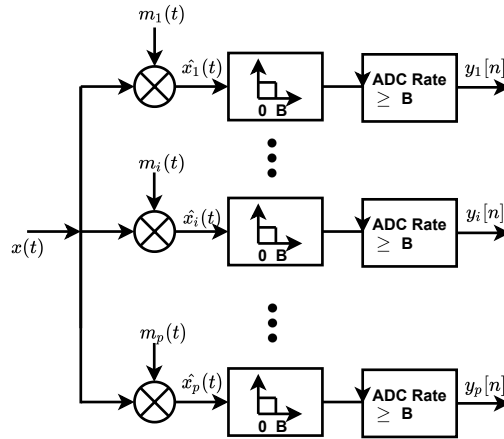 m₁(t)
x̂₁(t)
0 B
ADC Rate
≥ B
y₁[n]
mᵢ(t)
x̂ᵢ(t)
0 B
ADC Rate
≥ B
yᵢ[n]
x(t)
mₚ(t)
x̂ₚ(t)
0 B
ADC Rate
≥ B
yₚ[n]